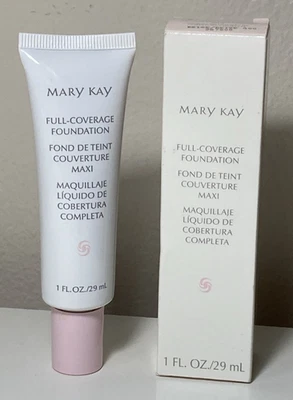 MARY KAY
FULL-COVERAGE
FOUNDATION
FOND DE TEINT
COUVERTURE
MAXI
MAQUILLAJE
LÍQUIDO DE
COBERTURA
COMPLETA
1 FL. OZ./29 mL
MARY KAY
FULL-COVERAGE
FOUNDATION
FOND DE TEINT
COUVERTURE
MAXI
MAQUILLAJE
LÍQUIDO DE
COBERTURA
COMPLETA
1 FL. OZ./29 mL